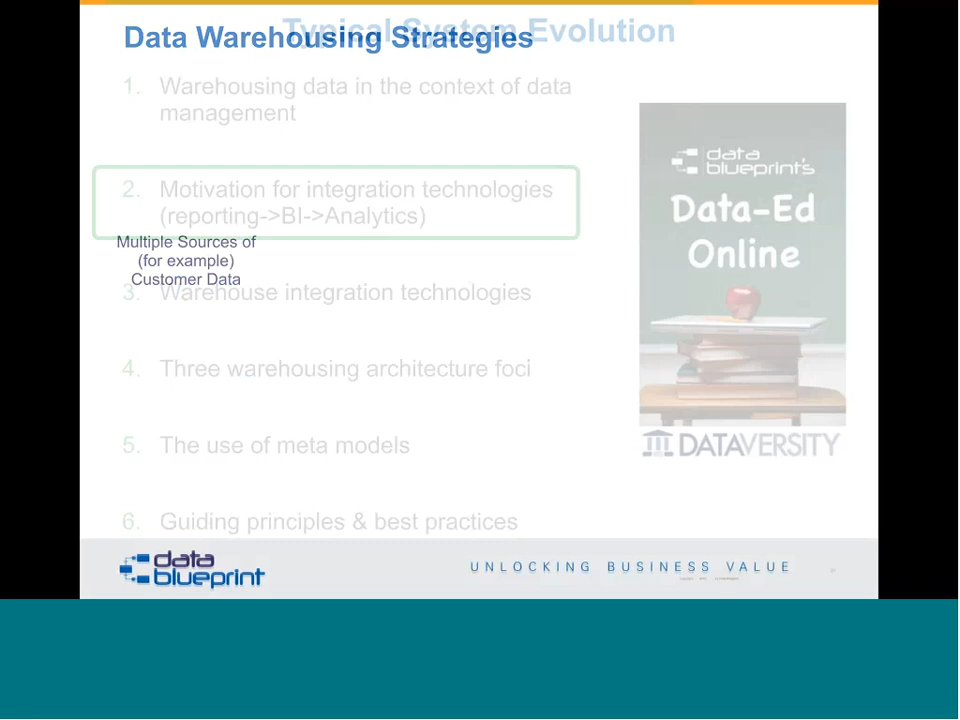 Typical System Evolution
Data Warehousing Strategies
1. Warehousing data in the context of data
management
2. Motivation for integration technologies
(reporting->BI->Analytics)
Multiple Sources of
(for example)
Customer Data
3. Warehouse integration technologies
4. Three warehousing architecture foci
5. The use of meta models
6. Guiding principles & best practices
data
blueprint's
Data-Ed
Online
DATAVERSITY
data
blueprint
UNLOCKING BUSINESS VALUE